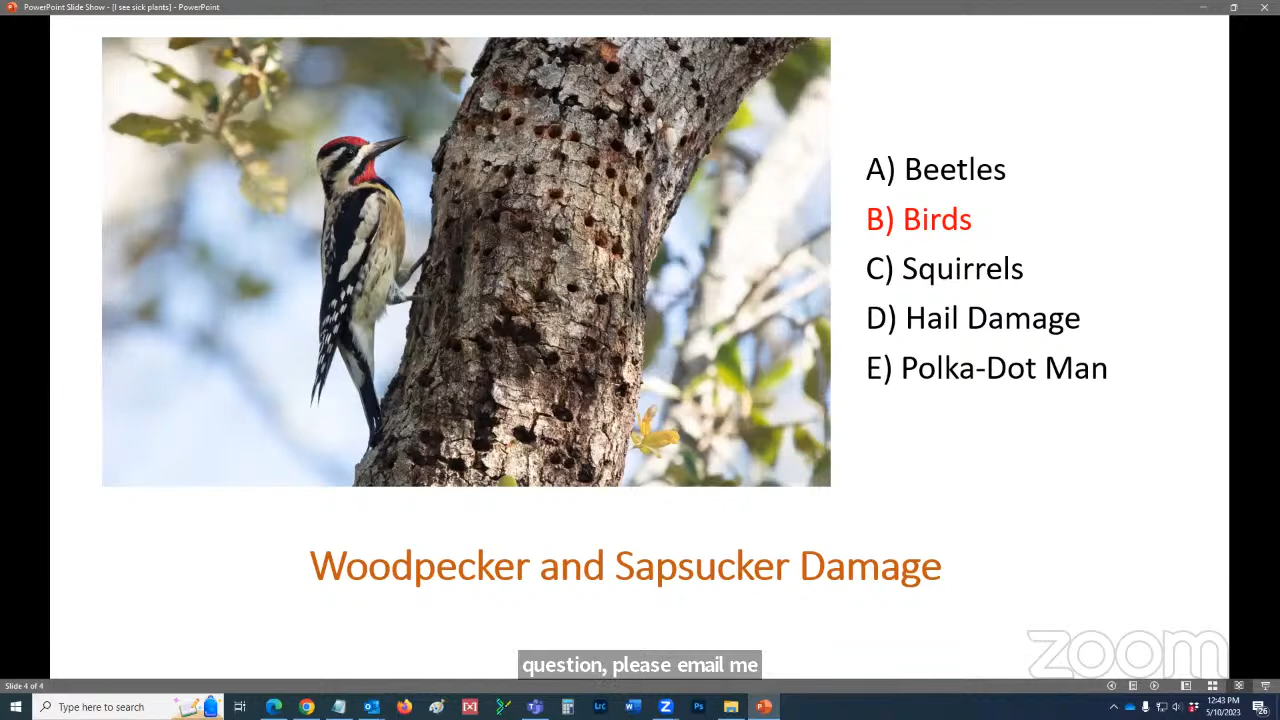 PowerPoint Slide Show - [I see sick plants] - PowerPoint
A) Beetles
B) Birds
C) Squirrels
D) Hail Damage
E) Polka-Dot Man
Woodpecker and Sapsucker Damage
zoom
question, please email me
Slide 4 of 4
Type here to search
12:43 PM
5/10/2023
26